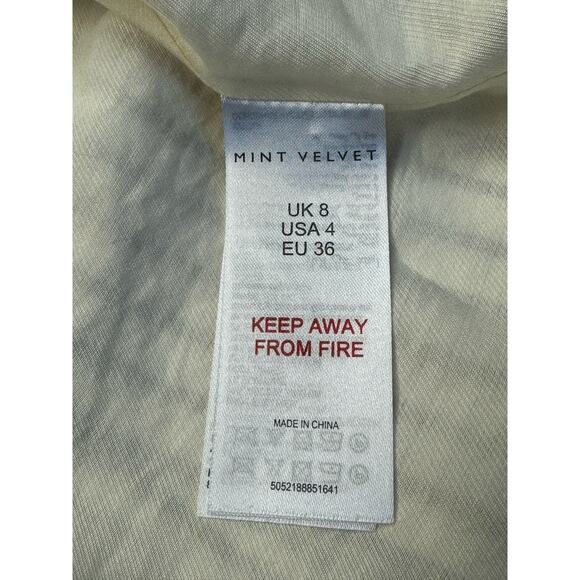 MINT VELVET
UK 8
USA 4
EU 36
KEEP AWAY
FROM FIRE
MADE IN CHINA
5052188851641